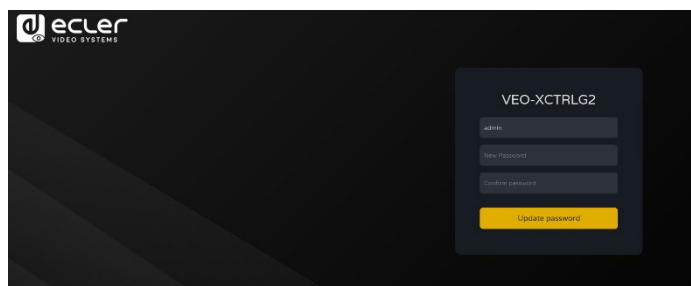 ecler
VIDEO SYSTEMS
VEO-XCTRLG2
admin
New Password
Confirm password
Update password